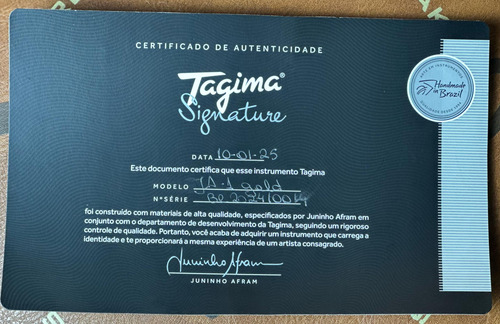 CERTIFICADO DE AUTENTICIDADE
Tagima®
Signature
Handmade
in Brazil
DATA 10-01-25
Este documento certifica que esse instrumento Tagima
MODELO JA-1 gold
Nº SÉRIE
foi construído com materiais de alta qualidade, especificados por Juninho Afram em
conjunto com o departamento de desenvolvimento da Tagima, seguindo um rigoroso
controle de qualidade. Portanto, você acaba de adquirir um instrumento que carrega a
identidade e te proporcionará a mesma experiência de um artista consagrado.
Juninho Afram
JUNINHO AFRAM